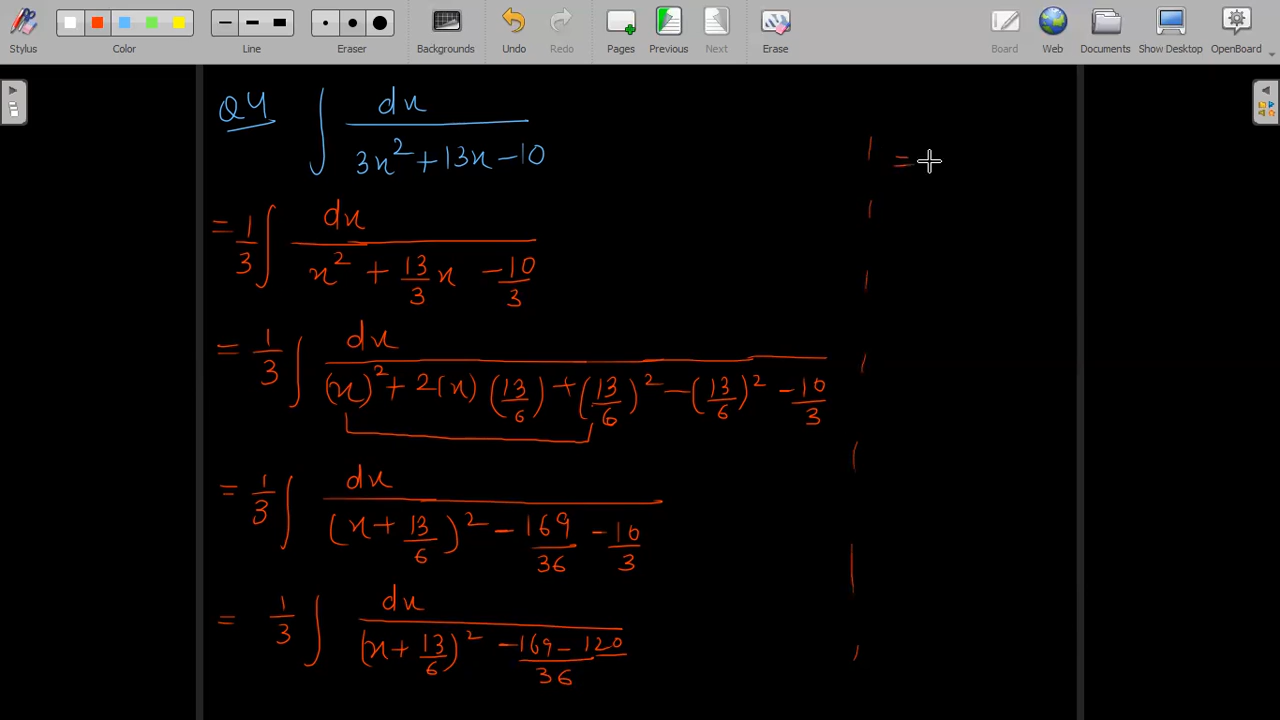 Stylus Color Line Eraser Backgrounds Undo Redo Pages Previous Next Erase Board Web Documents Show Desktop OpenBoard
Q4 ∫ dx / (3x² + 13x - 10)
= 1/3 ∫ dx / (x² + 13/3 x - 10/3)
= 1/3 ∫ dx / ((x)² + 2(x)(13/6) + (13/6)² - (13/6)² - 10/3)
= 1/3 ∫ dx / ((x + 13/6)² - 169/36 - 10/3)
= 1/3 ∫ dx / ((x + 13/6)² (-169 - 120)/36)
=